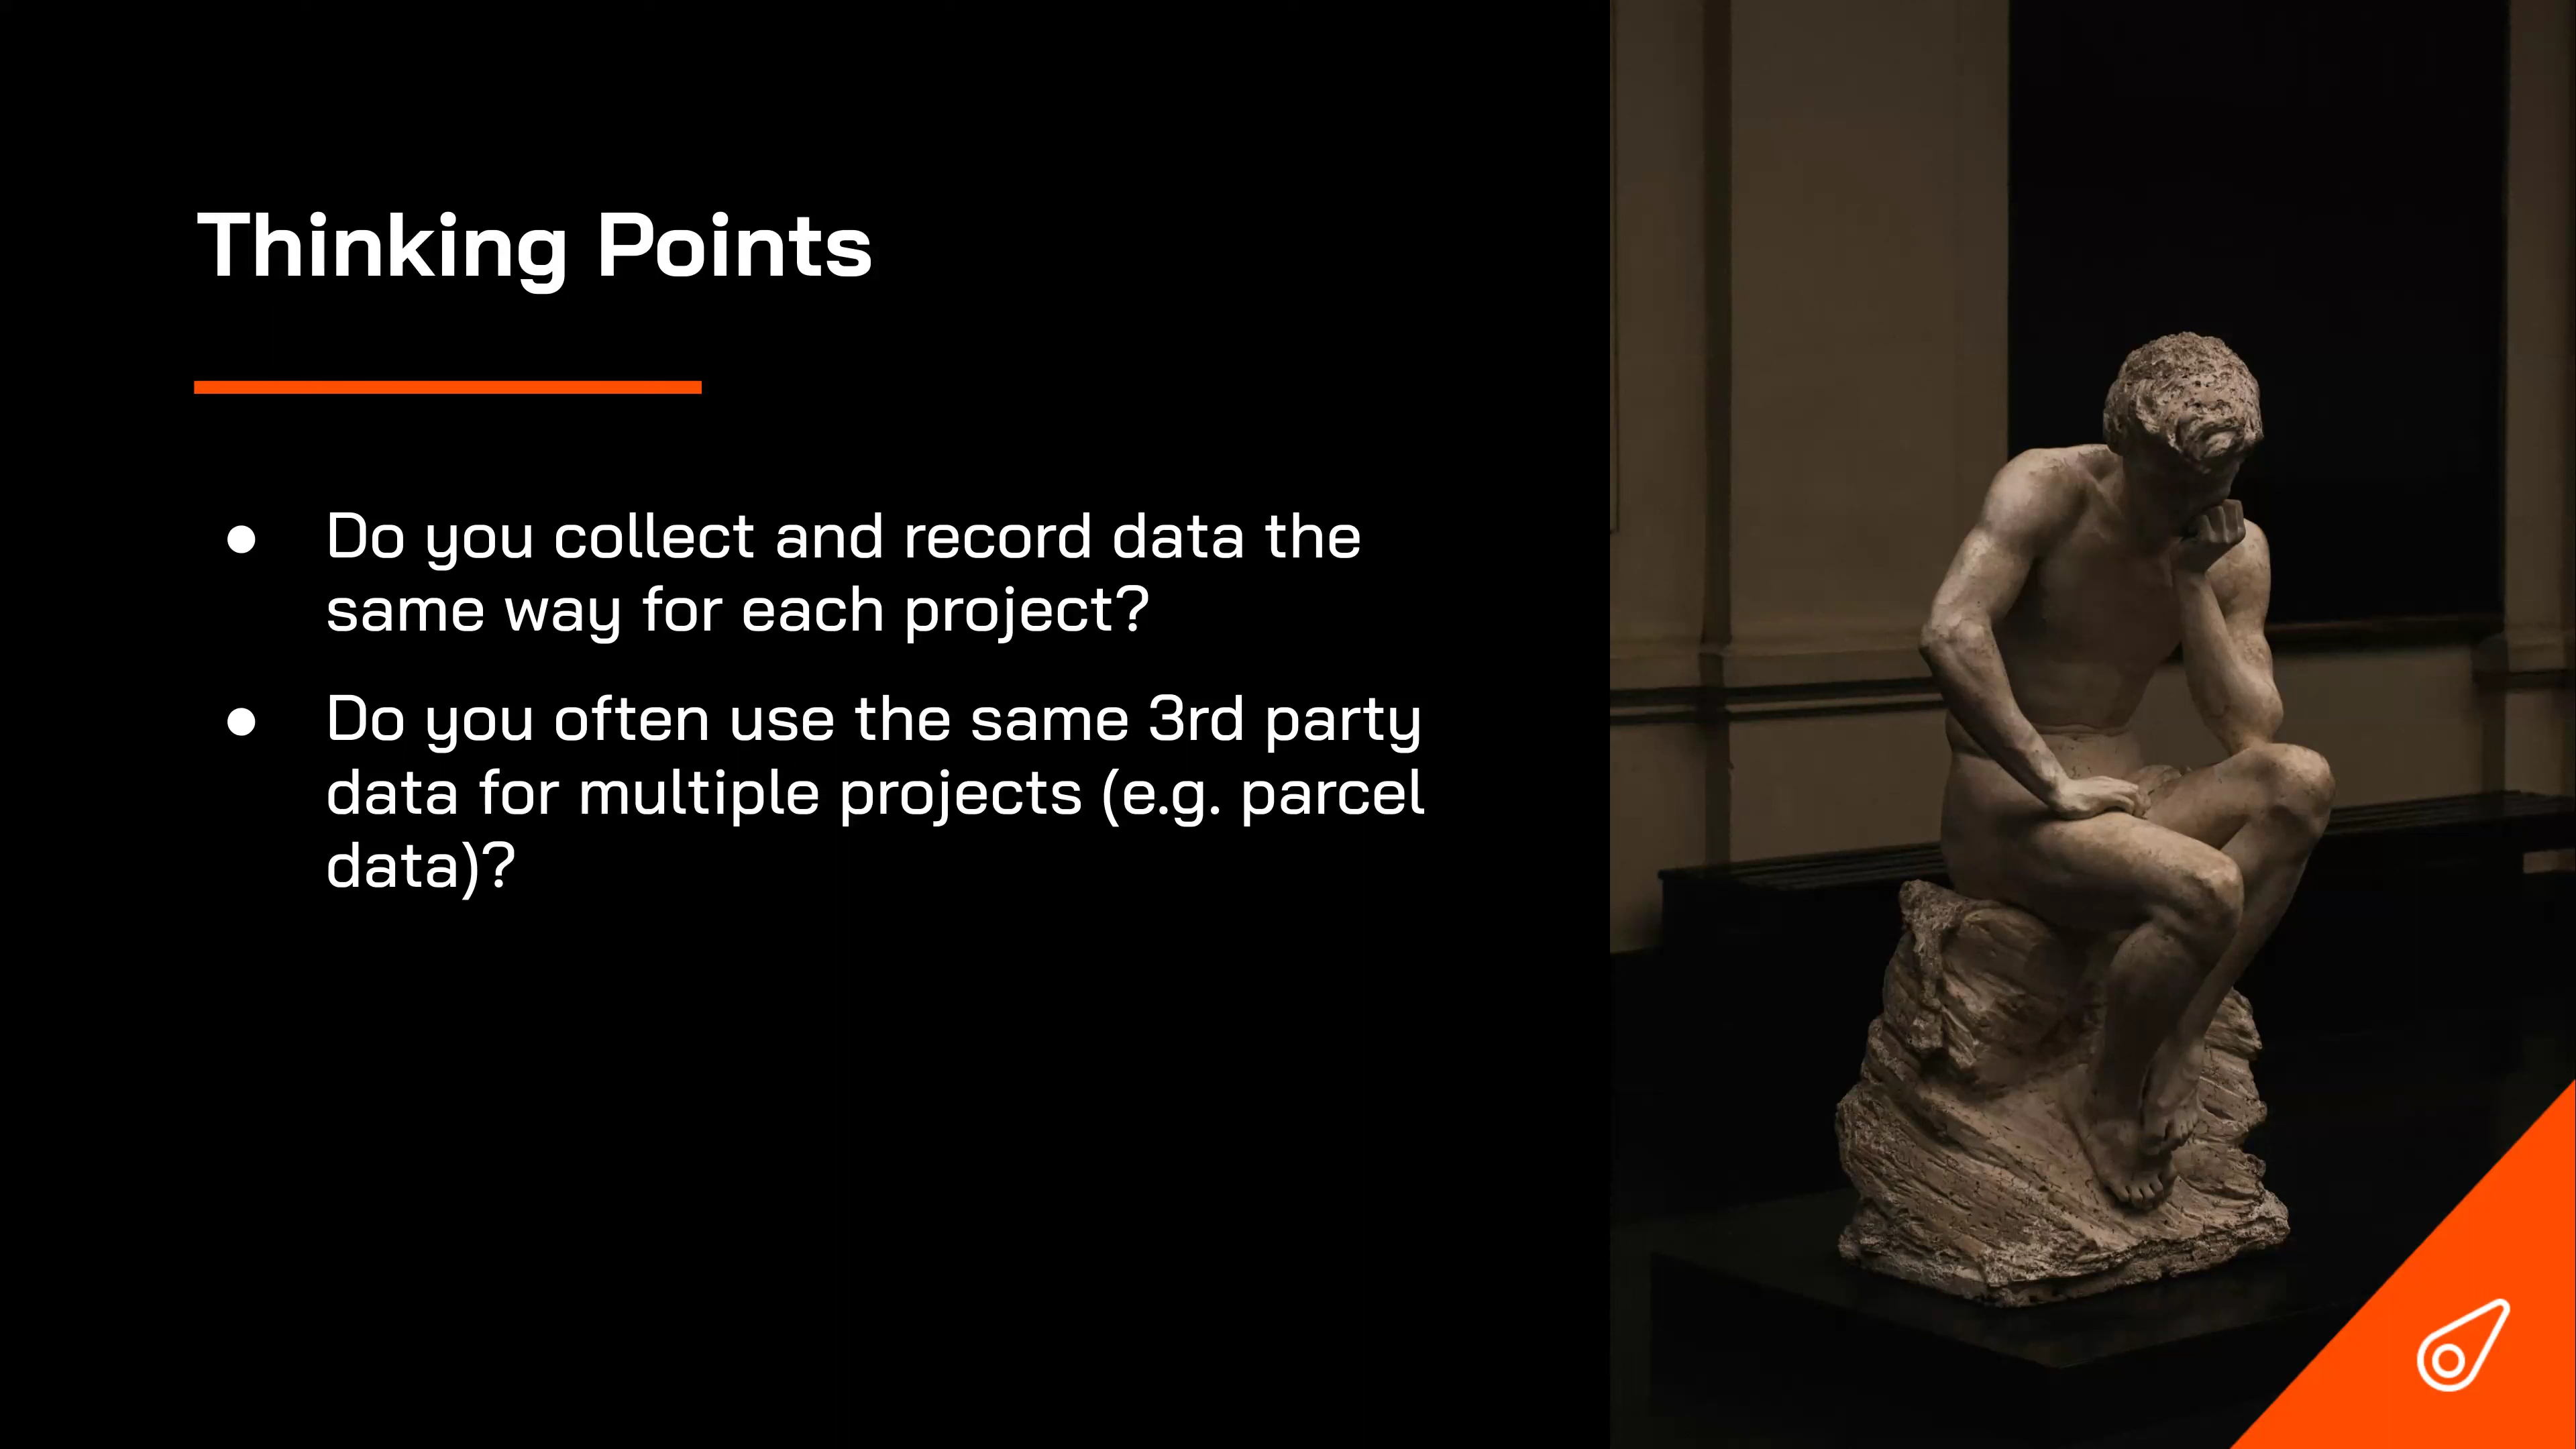 Thinking Points
● Do you collect and record data the
same way for each project?
● Do you often use the same 3rd party
data for multiple projects (e.g. parcel
data)?